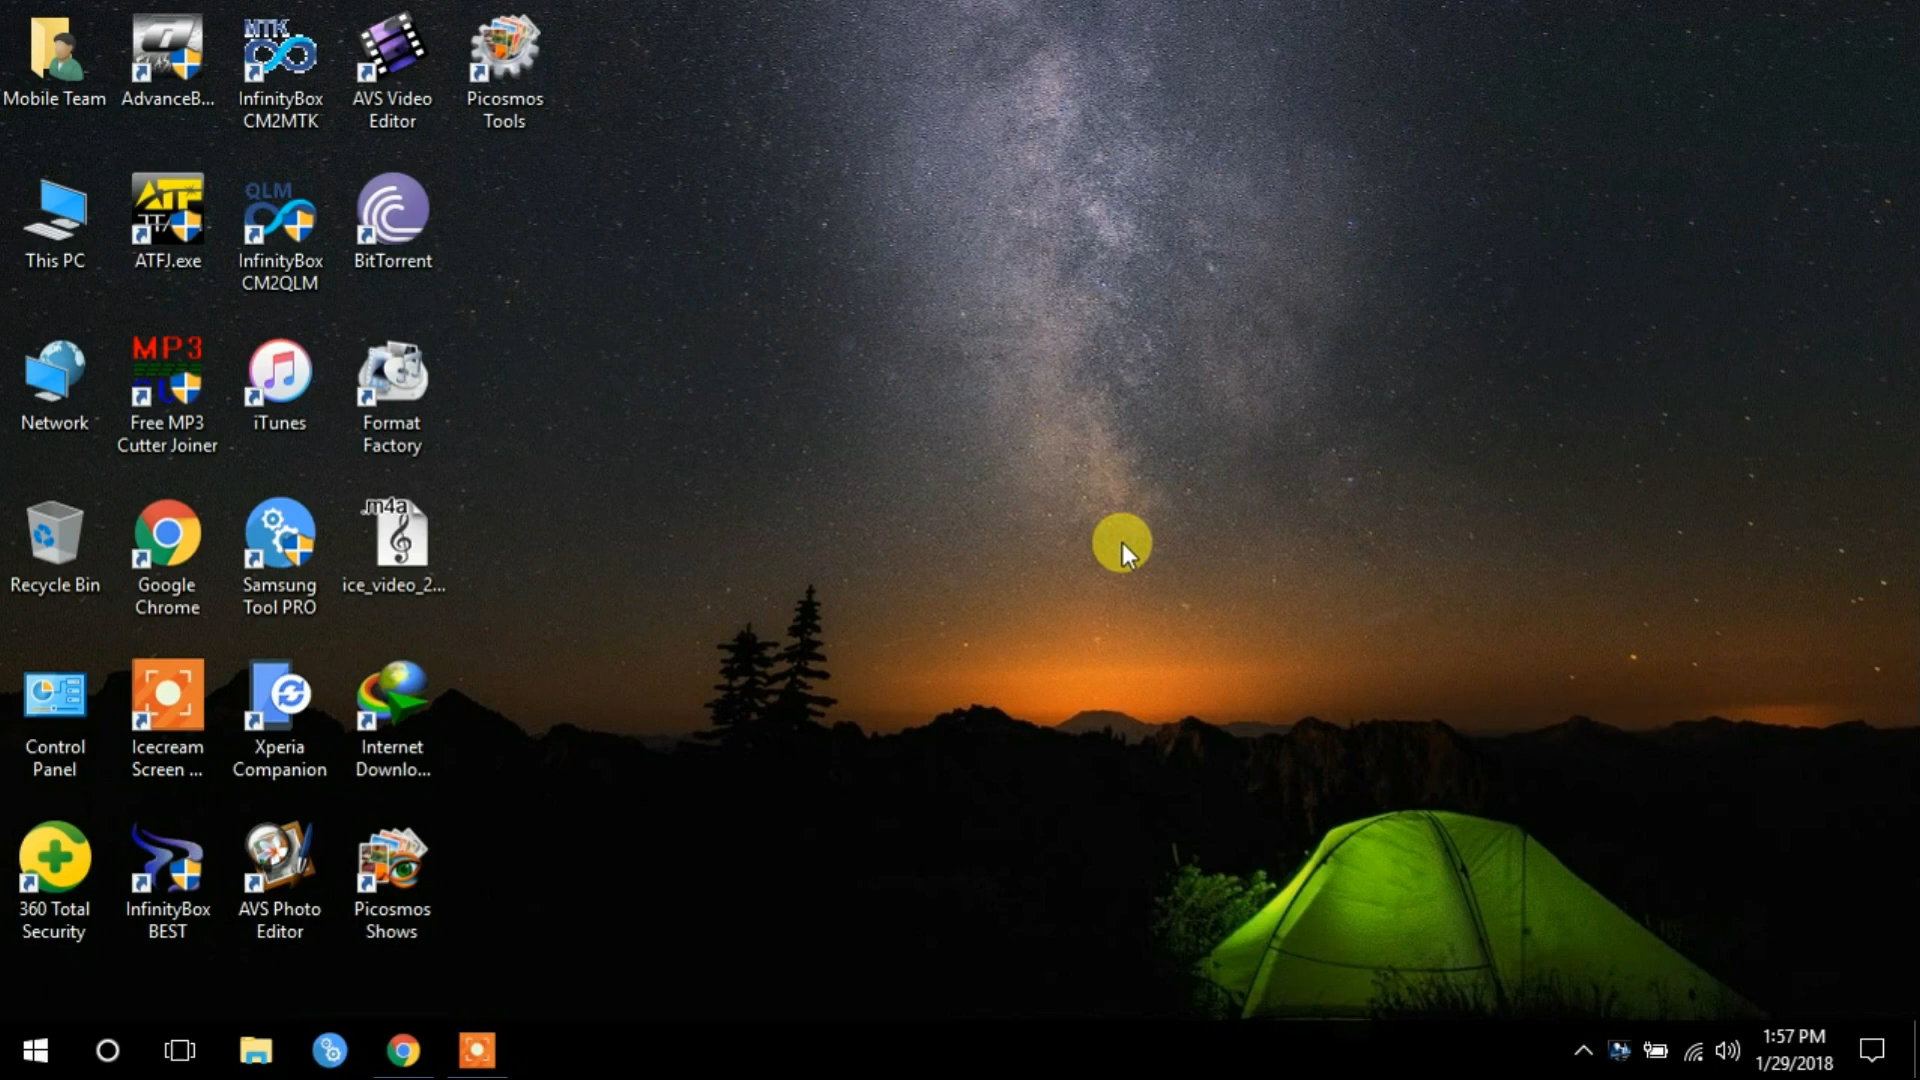 Mobile Team
AdvanceB...
MTK
InfinityBox
CM2MTK
AVS Video
Editor
Picosmos
Tools
This PC
ATF
ATFJ.exe
QLM
InfinityBox
CM2QLM
BitTorrent
Network
MP3
Free MP3
Cutter Joiner
iTunes
Format
Factory
Recycle Bin
Google
Chrome
Samsung
Tool PRO
.m4a
ice_video_2...
Control
Panel
Icecream
Screen ...
Xperia
Companion
Internet
Downlo...
360 Total
Security
InfinityBox
BEST
AVS Photo
Editor
Picosmos
Shows
1:57 PM
1/29/2018